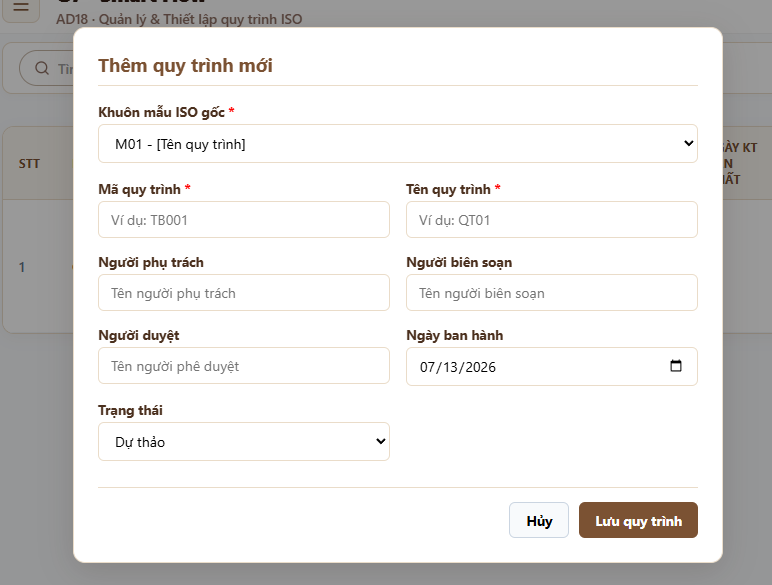 AD18 - Quản lý & Thiết lập quy trình ISO
Thêm quy trình mới
Khuôn mẫu ISO gốc *
M01 - [Tên quy trình]
STT
Mã quy trình *
Tên quy trình *
Ví dụ: TB001
Ví dụ: QT01
1
Người phụ trách
Người biên soạn
Tên người phụ trách
Tên người biên soạn
Người duyệt
Ngày ban hành
Tên người phê duyệt
07/13/2026
Trạng thái
Dự thảo
Hủy
Lưu quy trình